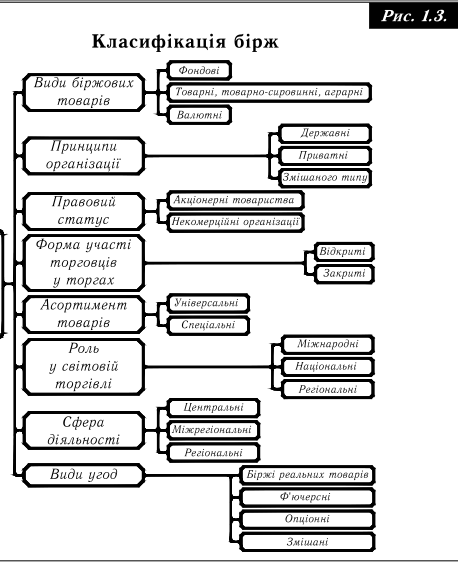 Рис. 1.3.
Класифікація бірж
Види біржових
товарів
Фондові
Товарні, товарно-сировинні, аграрні
Валютні
Принципи
організації
Державні
Приватні
Змішаного типу
Правовий
статус
Акціонерні товариства
Некомерційні організації
Форма участі
торговців
у торгах
Відкриті
Закриті
Асортимент
товарів
Універсальні
Спеціальні
Роль
у світовій
торгівлі
Міжнародні
Національні
Регіональні
Сфера
діяльності
Центральні
Міжрегіональні
Регіональні
Види угод
Біржі реальних товарів
Ф'ючерсні
Опціонні
Змішані